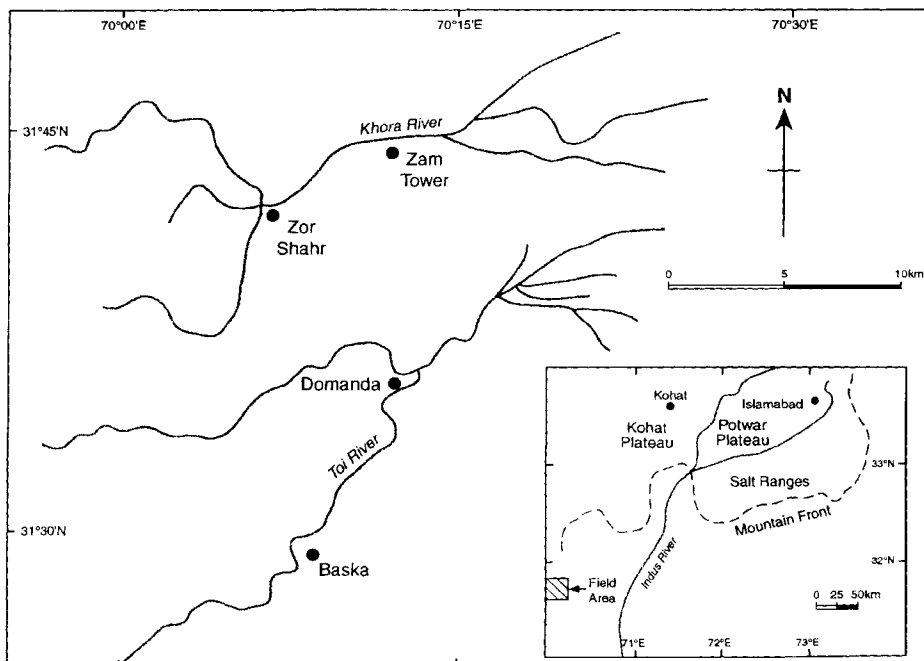 70°00'E
70°15'E
70°30'E
31°45'N
Khora River
Zam
Tower
N
Zor
Shahr
0 5 10km
Domanda
Toi River
31°30'N
Baska
Kohat
Islamabad
Kohat
Plateau
Potwar
Plateau
33°N
Salt Ranges
Mountain Front
Indus River
32°N
Field
Area
0 25 50km
71°E
72°E
73°E